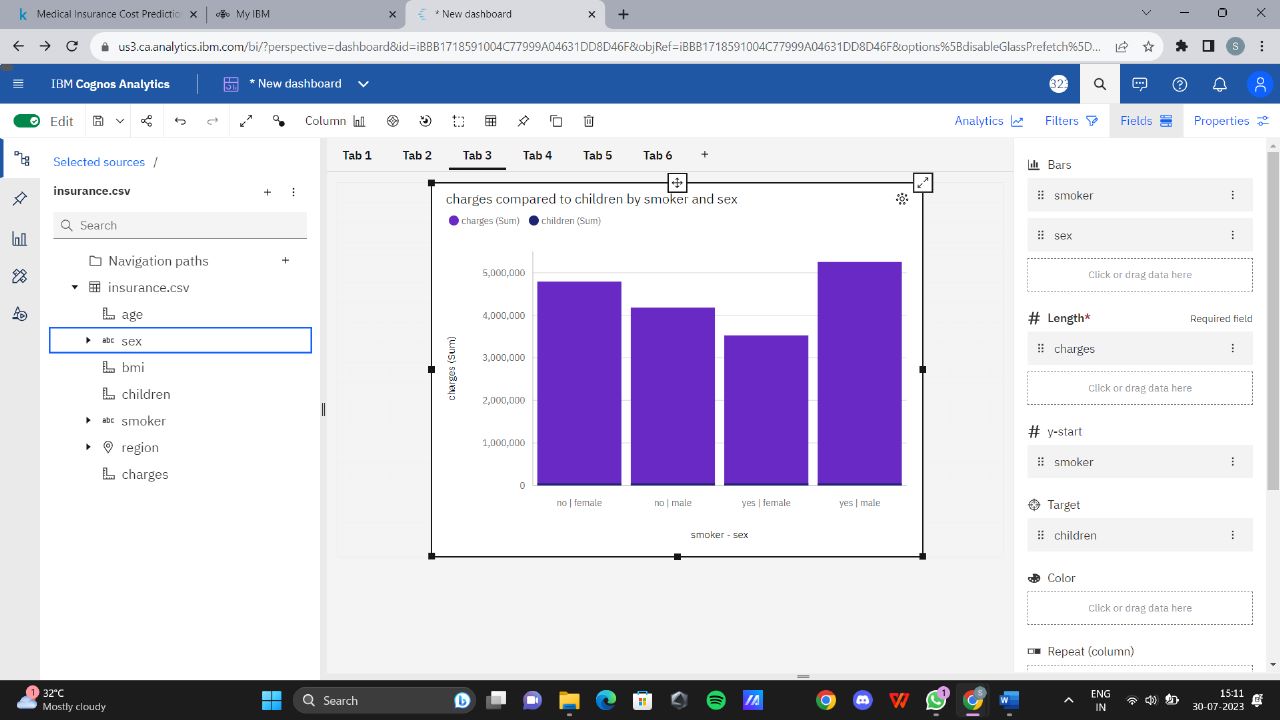 Medical Insurance Cost Predictio
My IBM
* New dashboard
us3.ca.analytics.ibm.com/bi/?perspective=dashboard&id=iBBB1718591004C77999A04631DD8D46F&objRef=iBBB1718591004C77999A04631DD8D46F&options%5BdisableGlassPrefetch%5D...
S
IBM Cognos Analytics
* New dashboard
Edit
Column
Analytics
Filters
Fields
Properties
Selected sources /
Tab 1
Tab 2
Tab 3
Tab 4
Tab 5
Tab 6
insurance.csv
Search
Navigation paths
insurance.csv
age
abc sex
bmi
children
abc smoker
region
charges
charges compared to children by smoker and sex
charges (Sum)
children (Sum)
charges (Sum)
5,000,000
4,000,000
3,000,000
2,000,000
1,000,000
0
no | female
no | male
yes | female
yes | male
smoker - sex
Bars
smoker
sex
Click or drag data here
Length*
Required field
charges
Click or drag data here
y-start
smoker
Target
children
Color
Click or drag data here
Repeat (column)
1
32°C
Mostly cloudy
Search
1
S
ENG
IN
15:11
30-07-2023